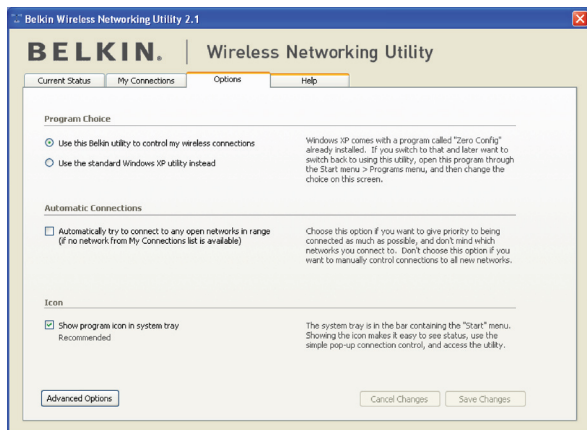 Belkin Wireless Networking Utility 2.1
BELKIN. | Wireless Networking Utility
Current Status My Connections Options Help
Program Choice
Use this Belkin utility to control my wireless connections
Use the standard Windows XP utility instead
Windows XP comes with a program called "Zero Config"
already installed. If you switch to that and later want to
switch back to using this utility, open this program through
the Start menu > Programs menu, and then change the
choice on this screen.
Automatic Connections
Automatically try to connect to any open networks in range
(if no network from My Connections list is available)
Choose this option if you want to give priority to being
connected as much as possible, and don't mind which
networks you connect to. Don't choose this option if you
want to manually control connections to all new networks.
Icon
Show program icon in system tray
Recommended
The system tray is in the bar containing the "Start" menu.
Showing the icon makes it easy to see status, use the
simple pop-up connection control, and access the utility.
Advanced Options Cancel Changes Save Changes